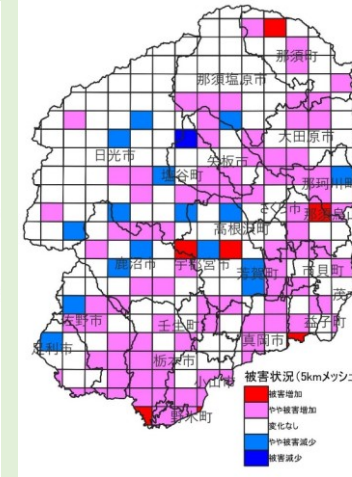 那須町
那須塩原市
大田原市
日光市
矢板市
塩谷町
那珂川町
さくら市
那須烏山
高根沢町
鹿沼市
宇都宮市
芳賀町
市貝町
茂
益子町
佐野市
壬生町
真岡市
足利市
栃木市
小山市
野木町
被害状況(5kmメッシュ
被害増加
やや被害増加
変化なし
やや被害減少
被害減少